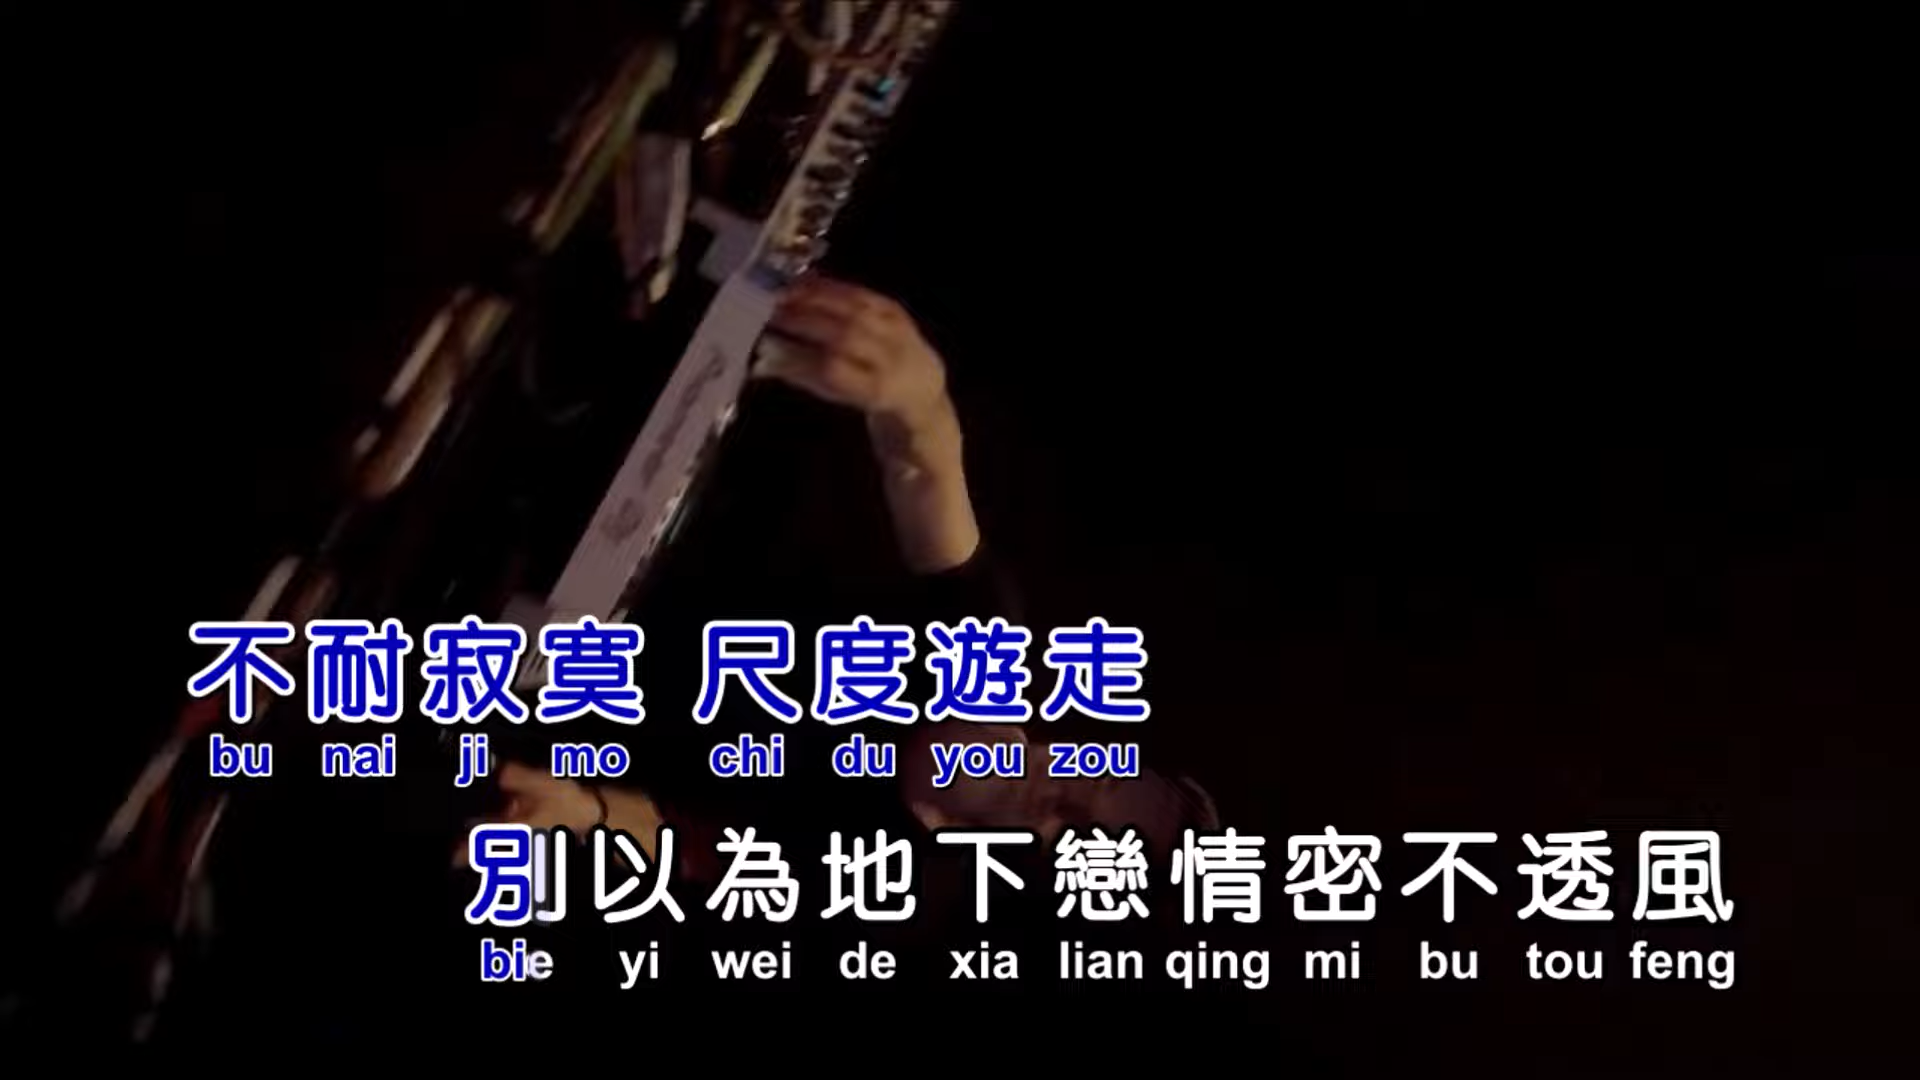 不耐寂寞 尺度遊走
bu nai ji mo chi du you zou
別以為地下戀情密不透風
bie yi wei de xia lian qing mi bu tou feng